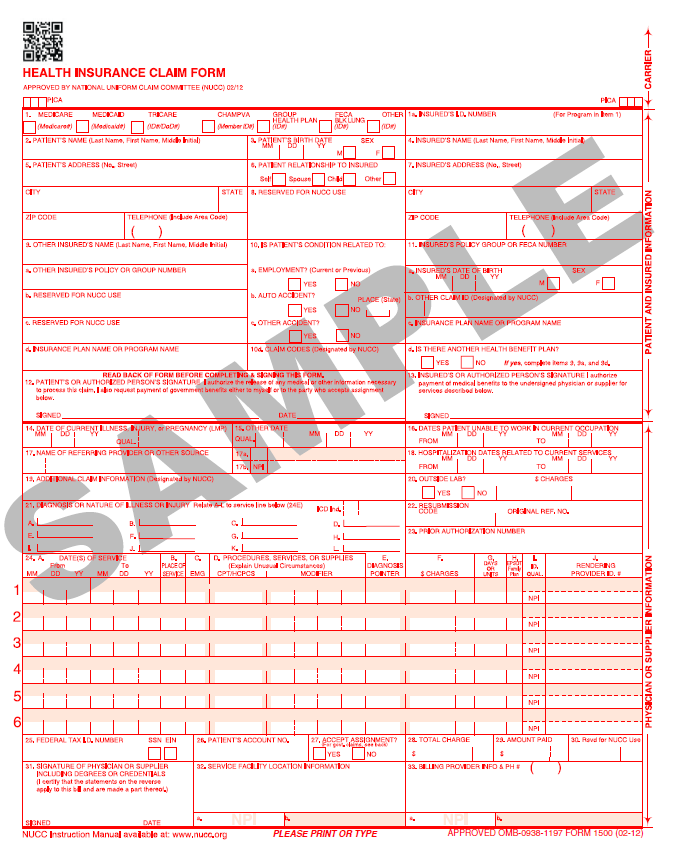 HEALTH INSURANCE CLAIM FORM
APPROVED BY NATIONAL UNIFORM CLAIM COMMITTEE (NUCC) 02/12
PICA PICA
CARRIER
1. MEDICARE MEDICAID TRICARE CHAMPVA GROUP HEALTH PLAN FECA BLK LUNG OTHER 1a. INSURED'S I.D. NUMBER (For Program in Item 1)
(Medicare#) (Medicaid#) (ID#/DoD#) (Member ID#) (ID#) (ID#) (ID#)
2. PATIENT'S NAME (Last Name, First Name, Middle Initial) 3. PATIENT'S BIRTH DATE SEX 4. INSURED'S NAME (Last Name, First Name, Middle Initial)
MM DD YY M F
5. PATIENT'S ADDRESS (No., Street) 6. PATIENT RELATIONSHIP TO INSURED 7. INSURED'S ADDRESS (No., Street)
Self Spouse Child Other
CITY STATE 8. RESERVED FOR NUCC USE CITY STATE
ZIP CODE TELEPHONE (Include Area Code) ZIP CODE TELEPHONE (Include Area Code)
( ) ( )
9. OTHER INSURED'S NAME (Last Name, First Name, Middle Initial) 10. IS PATIENT'S CONDITION RELATED TO: 11. INSURED'S POLICY GROUP OR FECA NUMBER
a. OTHER INSURED'S POLICY OR GROUP NUMBER a. EMPLOYMENT? (Current or Previous) a. INSURED'S DATE OF BIRTH SEX
YES NO MM DD YY M F
b. RESERVED FOR NUCC USE b. AUTO ACCIDENT? PLACE (State) b. OTHER CLAIM ID (Designated by NUCC)
YES NO
c. RESERVED FOR NUCC USE c. OTHER ACCIDENT? c. INSURANCE PLAN NAME OR PROGRAM NAME
YES NO
d. INSURANCE PLAN NAME OR PROGRAM NAME 10d. CLAIM CODES (Designated by NUCC) d. IS THERE ANOTHER HEALTH BENEFIT PLAN?
YES NO If yes, complete items 9, 9a, and 9d.
READ BACK OF FORM BEFORE COMPLETING & SIGNING THIS FORM.
12. PATIENT'S OR AUTHORIZED PERSON'S SIGNATURE I authorize the release of any medical or other information necessary
to process this claim. I also request payment of government benefits either to myself or to the party who accepts assignment
below.
SIGNED DATE
13. INSURED'S OR AUTHORIZED PERSON'S SIGNATURE I authorize
payment of medical benefits to the undersigned physician or supplier for
services described below.
SIGNED
PATIENT AND INSURED INFORMATION
14. DATE OF CURRENT ILLNESS, INJURY, or PREGNANCY (LMP) 15. OTHER DATE 16. DATES PATIENT UNABLE TO WORK IN CURRENT OCCUPATION
MM DD YY QUAL. QUAL. MM DD YY FROM MM DD YY TO MM DD YY
17. NAME OF REFERRING PROVIDER OR OTHER SOURCE 17a. 18. HOSPITALIZATION DATES RELATED TO CURRENT SERVICES
17b. NPI FROM MM DD YY TO MM DD YY
19. ADDITIONAL CLAIM INFORMATION (Designated by NUCC) 20. OUTSIDE LAB? $ CHARGES
YES NO
21. DIAGNOSIS OR NATURE OF ILLNESS OR INJURY Relate A-L to service line below (24E) ICD Ind. 22. RESUBMISSION CODE ORIGINAL REF. NO.
A. B. C. D.
E. F. G. H. 23. PRIOR AUTHORIZATION NUMBER
I. J. K. L.
24. A. DATE(S) OF SERVICE B. C. D. PROCEDURES, SERVICES, OR SUPPLIES E. F. G. H. I. J.
From To PLACE OF (Explain Unusual Circumstances) DIAGNOSIS DAYS OR EPSDT Family ID. RENDERING
MM DD YY MM DD YY SERVICE EMG CPT/HCPCS MODIFIER POINTER $ CHARGES UNITS Plan QUAL. PROVIDER ID. #
1 NPI
2 NPI
3 NPI
4 NPI
5 NPI
6 NPI
PHYSICIAN OR SUPPLIER INFORMATION
25. FEDERAL TAX I.D. NUMBER SSN EIN 26. PATIENT'S ACCOUNT NO. 27. ACCEPT ASSIGNMENT? 28. TOTAL CHARGE 29. AMOUNT PAID 30. Rsvd for NUCC Use
(For govt. claims, see back)
YES NO $ $
31. SIGNATURE OF PHYSICIAN OR SUPPLIER
INCLUDING DEGREES OR CREDENTIALS
(I certify that the statements on the reverse
apply to this bill and are made a part thereof.)
SIGNED DATE
32. SERVICE FACILITY LOCATION INFORMATION 33. BILLING PROVIDER INFO & PH # ( )
a. NPI b. a. NPI b.
NUCC Instruction Manual available at: www.nucc.org PLEASE PRINT OR TYPE APPROVED OMB-0938-1197 FORM 1500 (02-12)
SAMPLE